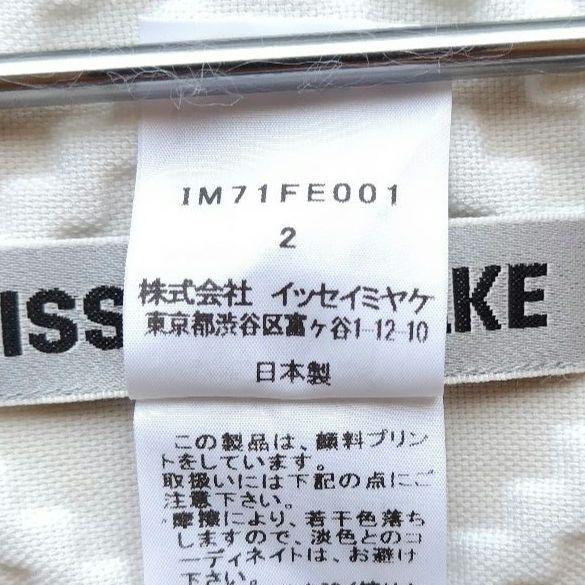 IM71FE001
2
ISS KE
株式会社 イッセイミヤケ
東京都渋谷区富ヶ谷1-12-10
日本製
この製品は、顔料プリン
トをしています。
取扱いには下記の点にご
注意下さい。
・摩擦により、若干色落ち
しますので、淡色とのコ
ーディネイトは、お避け
下さい。